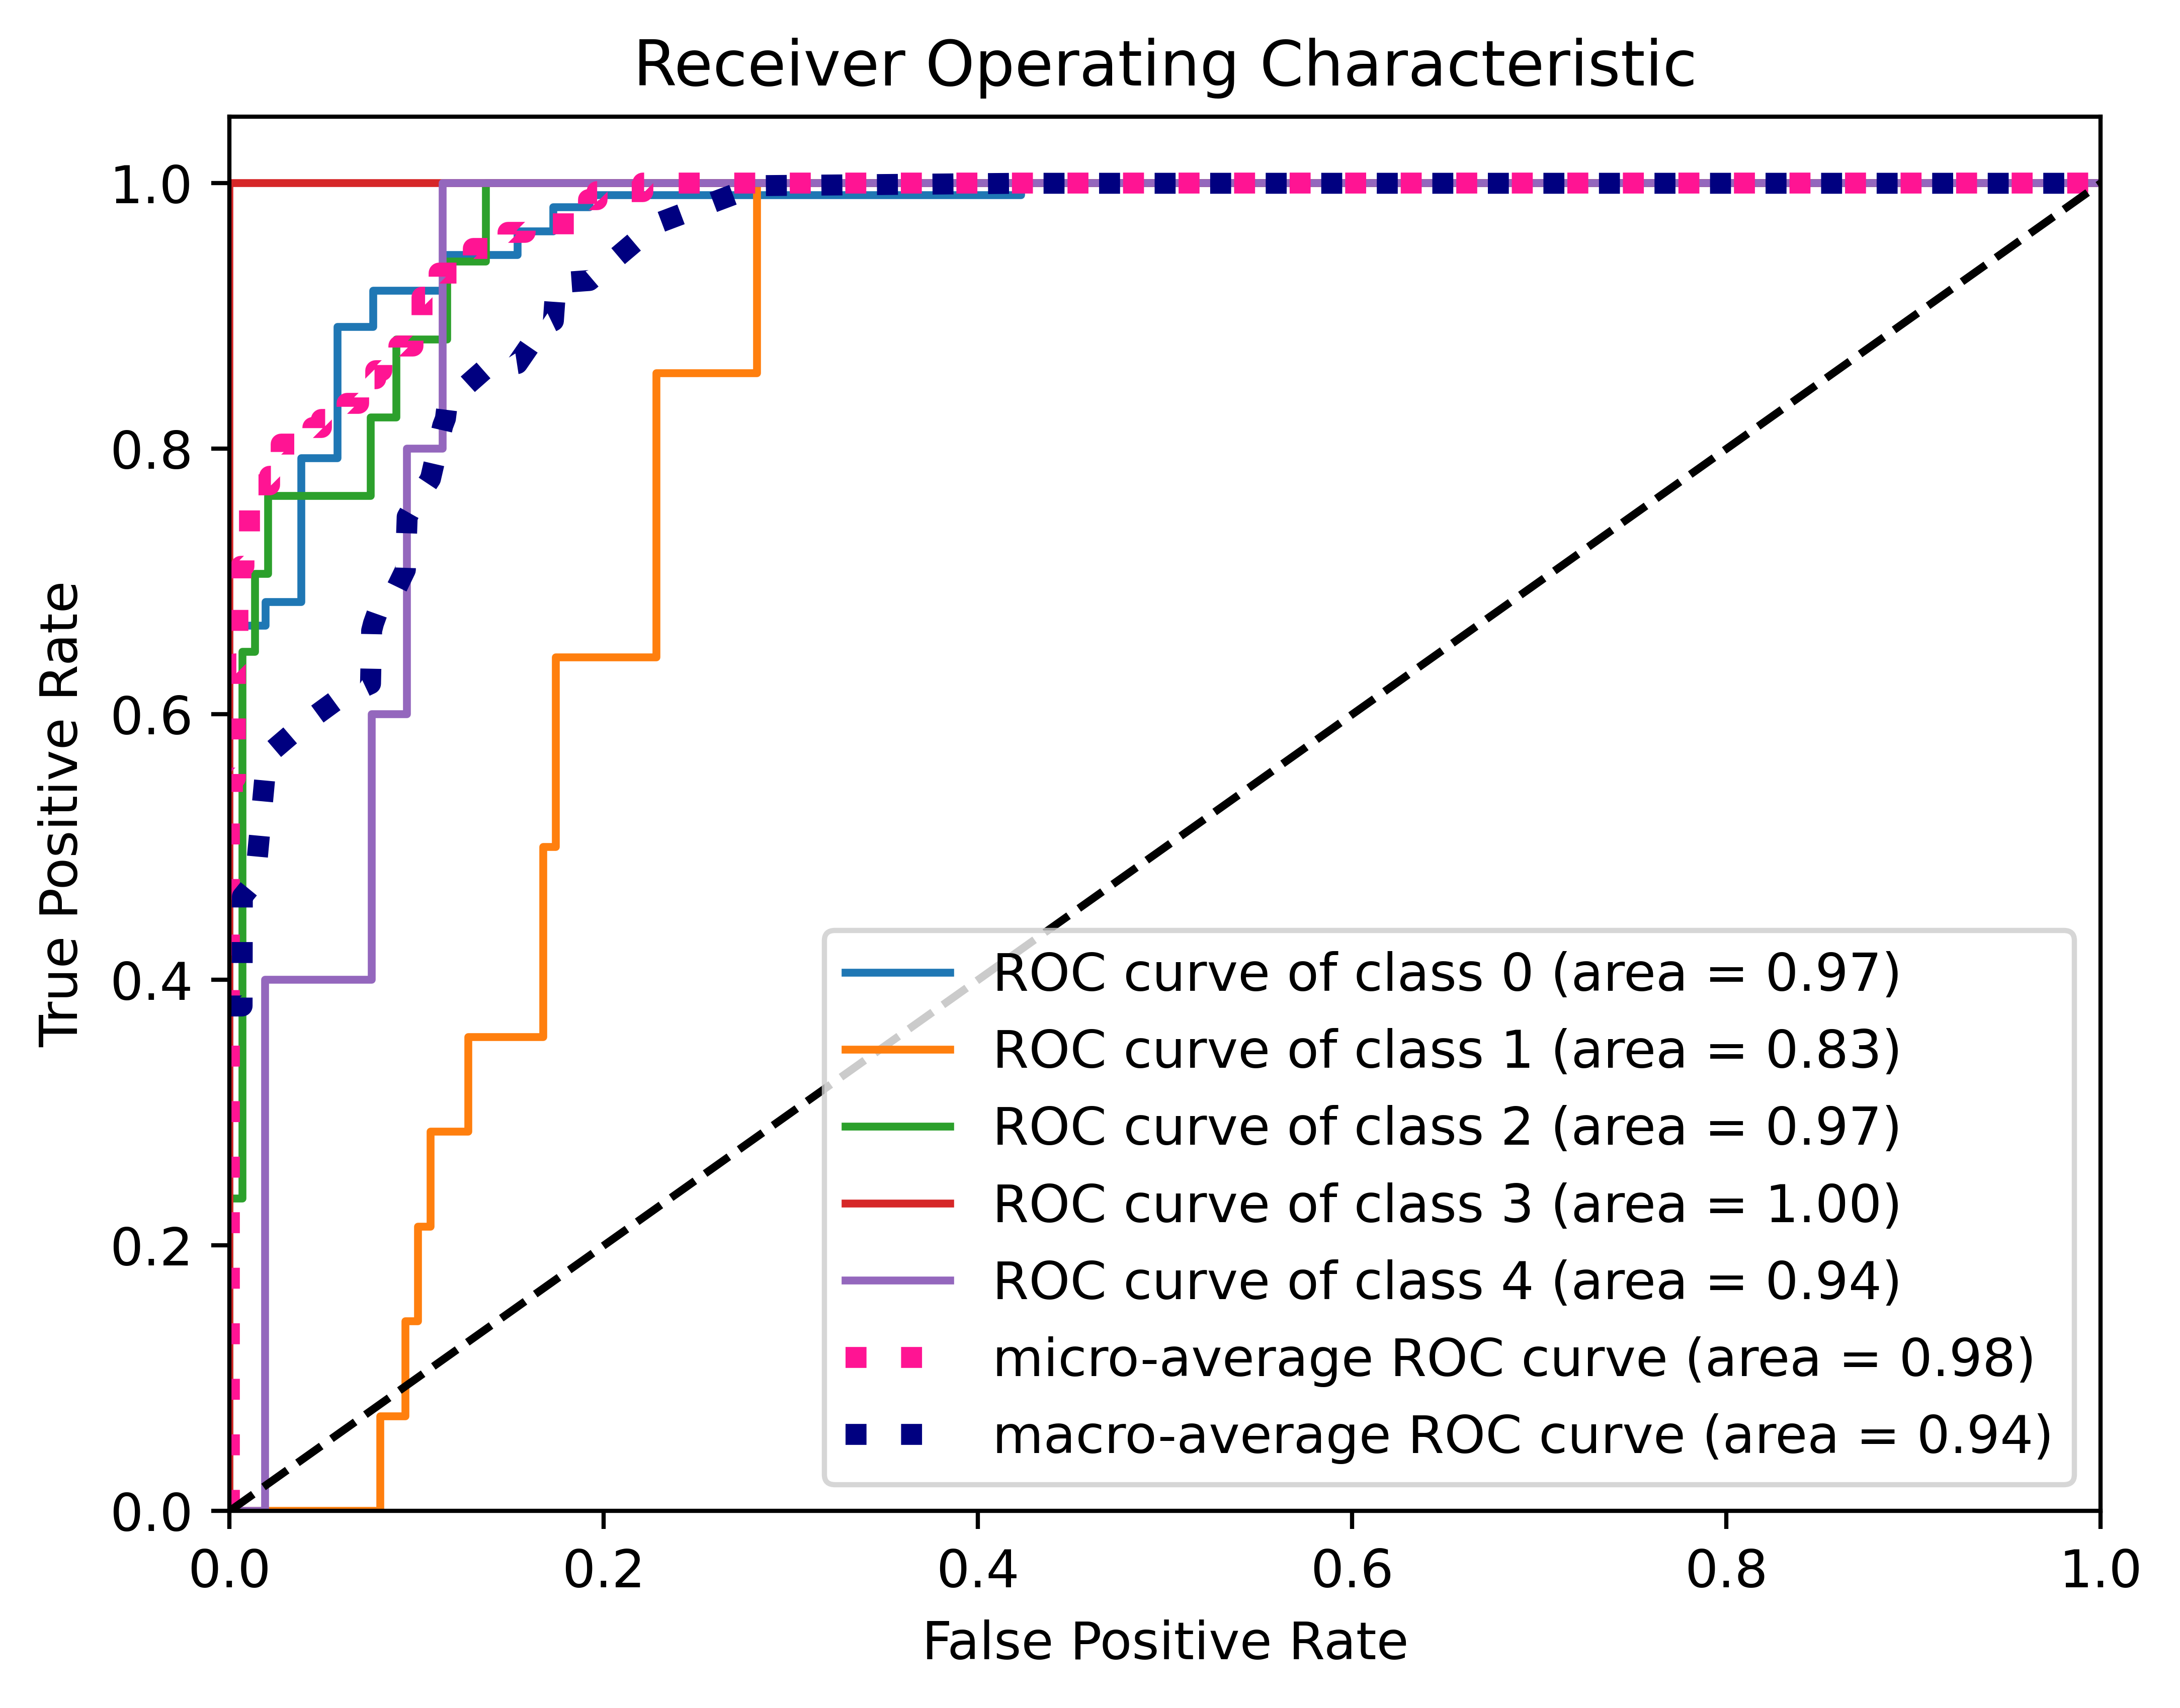 Receiver Operating Characteristic
1.0
0.8
0.6
0.4
0.2
0.0
True Positive Rate
ROC curve of class 0 (area = 0.97)
ROC curve of class 1 (area = 0.83)
ROC curve of class 2 (area = 0.97)
ROC curve of class 3 (area = 1.00)
ROC curve of class 4 (area = 0.94)
micro-average ROC curve (area = 0.98)
macro-average ROC curve (area = 0.94)
0.0 0.2 0.4 0.6 0.8 1.0
False Positive Rate